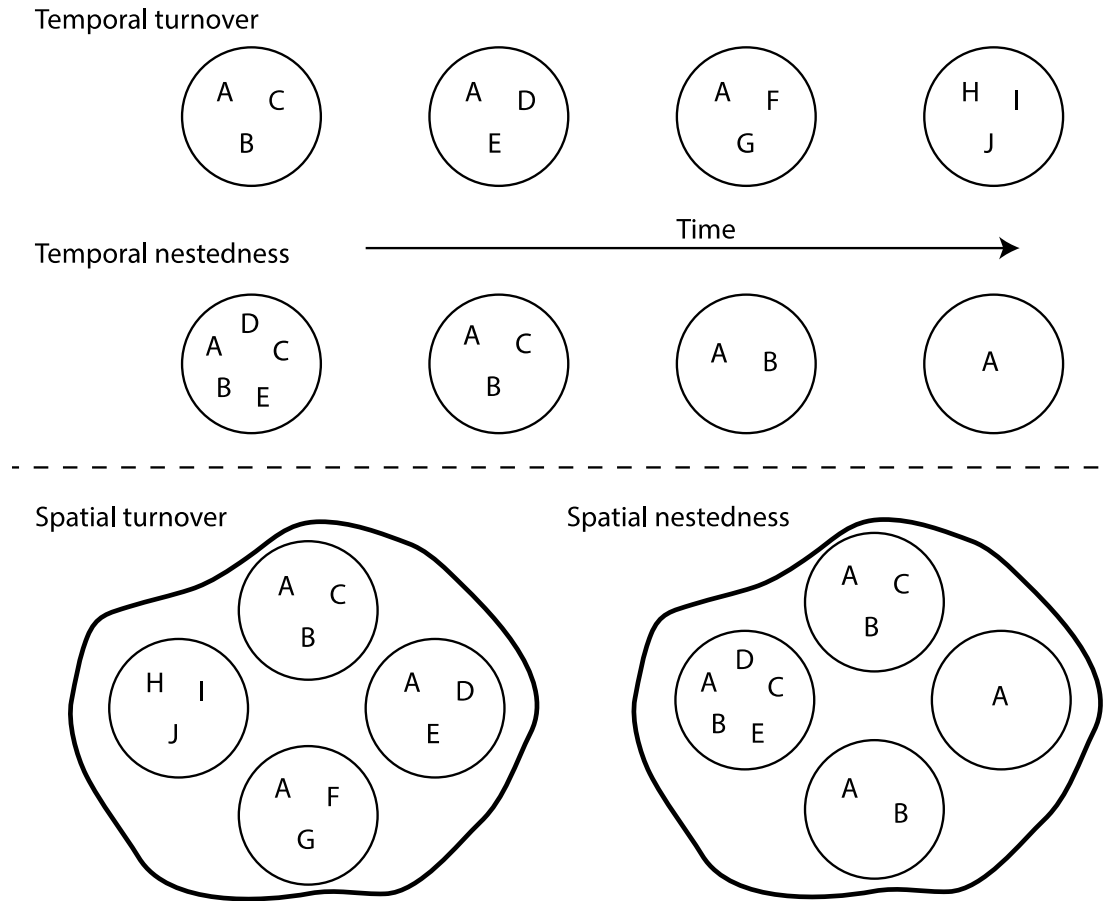 Temporal turnover
A C B
A D E
A F G
H I J
Time
Temporal nestedness
D A C B E
A C B
A B
A
Spatial turnover
A C B
H I J
A D E
A F G
Spatial nestedness
A C B
D A C B E
A
A B